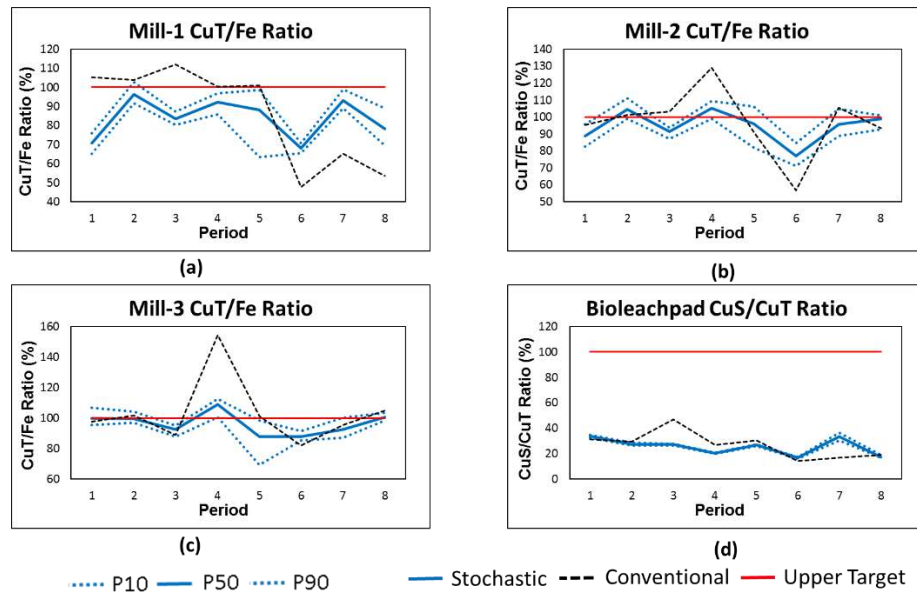 Mill-1 CuT/Fe Ratio
CuT/Fe Ratio (%)
120
110
100
90
80
70
60
50
40
1 2 3 4 5 6 7 8
Period
(a)
Mill-2 CuT/Fe Ratio
CuT/Fe Ratio (%)
140
130
120
110
100
90
80
70
60
50
1 2 3 4 5 6 7 8
Period
(b)
Mill-3 CuT/Fe Ratio
CuT/Fe Ratio (%)
160
140
120
100
80
60
1 2 3 4 5 6 7 8
Period
(c)
Bioleachpad CuS/CuT Ratio
CuS/CuT Ratio (%)
120
100
80
60
40
20
0
1 2 3 4 5 6 7 8
Period
(d)
P10 P50 P90 Stochastic Conventional Upper Target